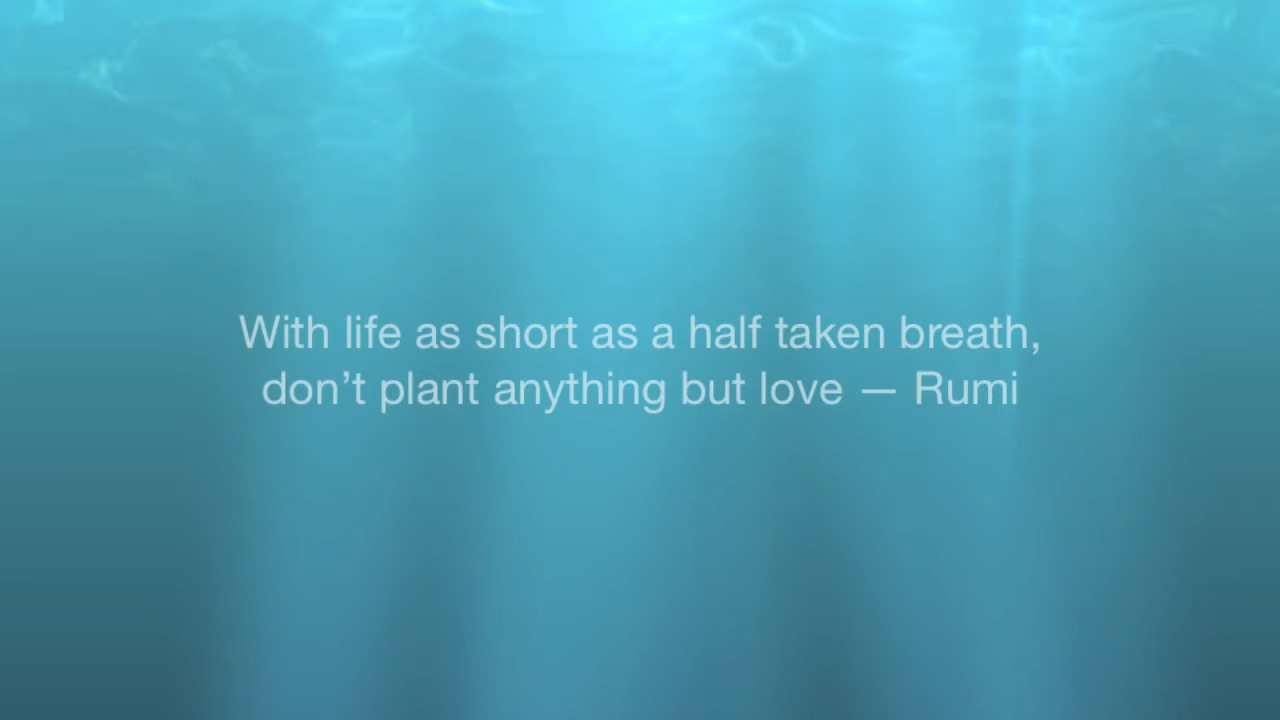 With life as short as a half taken breath,
don’t plant anything but love — Rumi